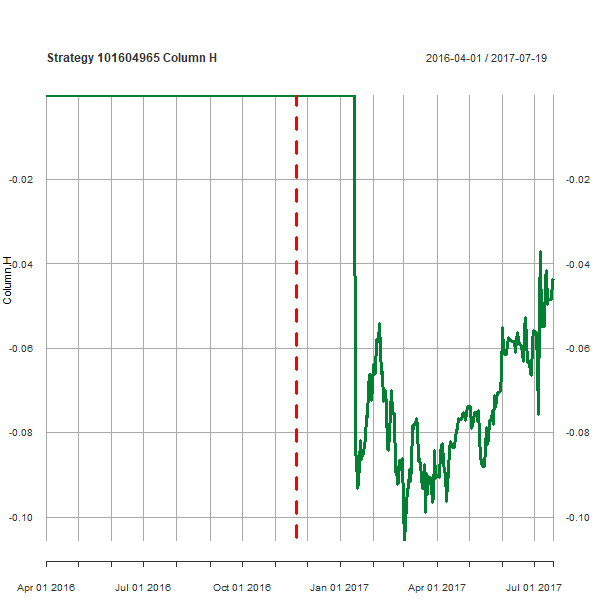 Strategy 101604965 Column H
2016-04-01 / 2017-07-19
-0.02
-0.02
-0.04
-0.04
Column,H
-0.06
-0.06
-0.08
-0.08
-0.10
-0.10
Apr 01 2016
Jul 01 2016
Oct 01 2016
Jan 01 2017
Apr 01 2017
Jul 01 2017